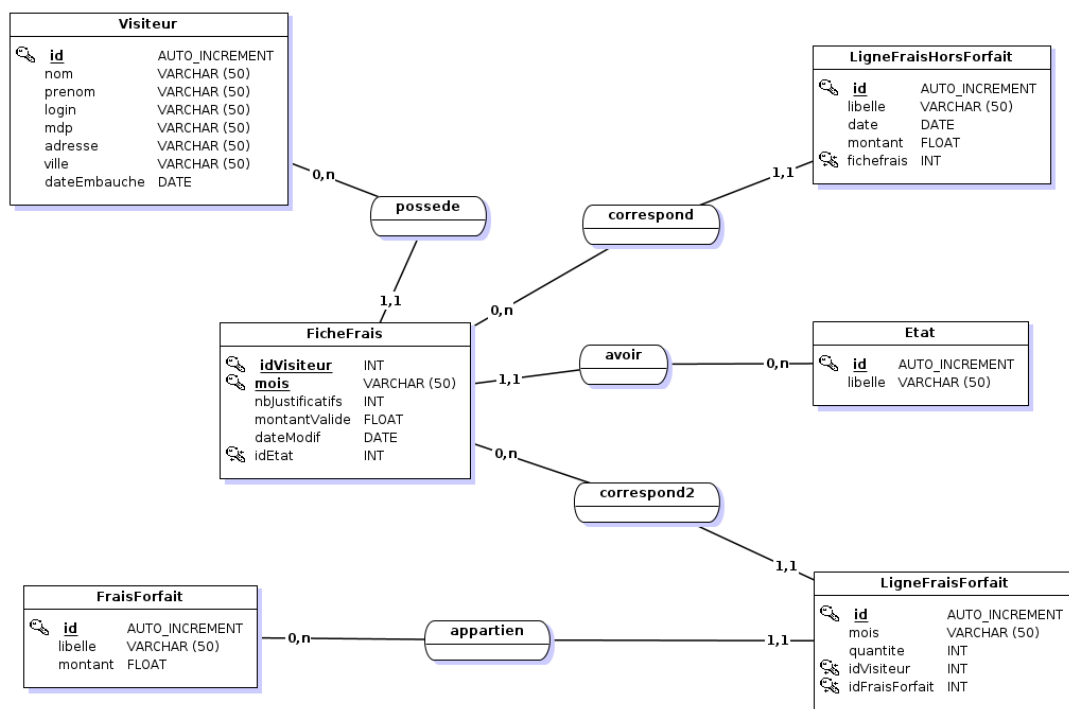 Visiteur
id AUTO_INCREMENT
nom VARCHAR (50)
prenom VARCHAR (50)
login VARCHAR (50)
mdp VARCHAR (50)
adresse VARCHAR (50)
ville VARCHAR (50)
dateEmbauche DATE
LigneFraisHorsForfait
id AUTO_INCREMENT
libelle VARCHAR (50)
date DATE
montant FLOAT
fichefrais INT
0,n
possede
1,1
1,1
correspond
0,n
FicheFrais
idVisiteur INT
mois VARCHAR (50)
nbJustificatifs INT
montantValide FLOAT
dateModif DATE
idEtat INT
1,1
avoir
0,n
Etat
id AUTO_INCREMENT
libelle VARCHAR (50)
0,n
correspond2
1,1
FraisForfait
id AUTO_INCREMENT
libelle VARCHAR (50)
montant FLOAT
0,n
appartien
1,1
LigneFraisForfait
id AUTO_INCREMENT
mois VARCHAR (50)
quantite INT
idVisiteur INT
idFraisForfait INT